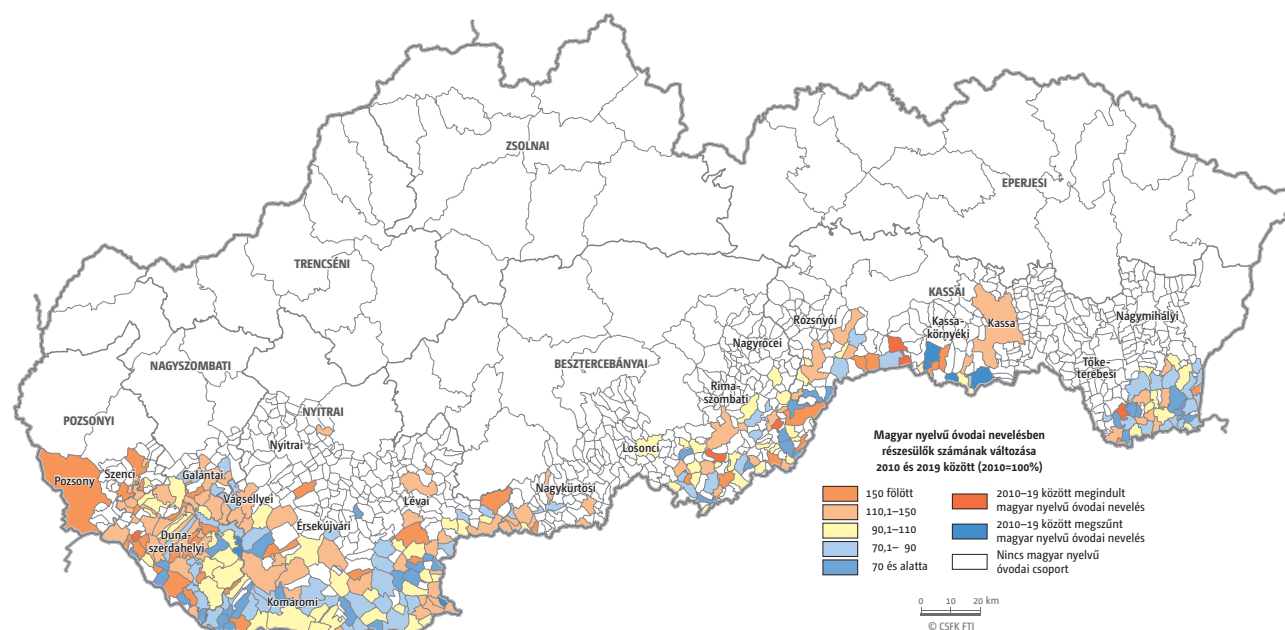 ZSOLNAI
EPERJESI
TRENCSÉNI
KASSAI
Nagymihályi
Rozsnyói
Kassa-
környéki
Kassa
Nagyrőcei
BESZTERCEBÁNYAI
NAGYSZOMBATI
Tőke-
terebesi
Rima-
szombati
POZSONYI
NYITRAI
Nyitrai
Losonci
Szenci
Galántai
Pozsony
Vágsellyei
Lévai
Nagykürtösi
Érsekújvári
Duna-
szerdahelyi
Komáromi
Magyar nyelvű óvodai nevelésben
részesülők számának változása
2010 és 2019 között (2010=100%)
150 fölött
110,1–150
90,1–110
70,1– 90
70 és alatta
2010–19 között megindult
magyar nyelvű óvodai nevelés
2010–19 között megszűnt
magyar nyelvű óvodai nevelés
Nincs magyar nyelvű
óvodai csoport
0 10 20 km
© CSFK FTI